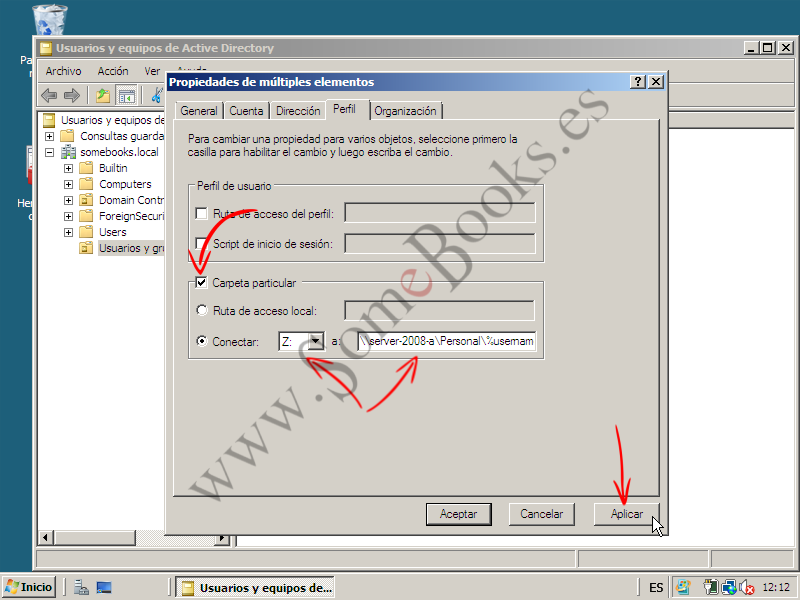 Usuarios y equipos de Active Directory
Archivo Acción Ver
Propiedades de múltiples elementos
General Cuenta Dirección Perfil Organización
Para cambiar una propiedad para varios objetos, seleccione primero la
casilla para habilitar el cambio y luego escriba el cambio.
Perfil de usuario
Ruta de acceso del perfil:
Script de inicio de sesión:
Carpeta particular
Ruta de acceso local:
Conectar: Z: a: \\server-2008-a\Personal\%usernam
Aceptar Cancelar Aplicar
Usuarios y equipos de
Consultas guarda
somebooks.local
Builtin
Computers
Domain Contr
ForeignSecuri
Users
Usuarios y gru
www.SomeBooks.es
Inicio Usuarios y equipos de... ES 12:12